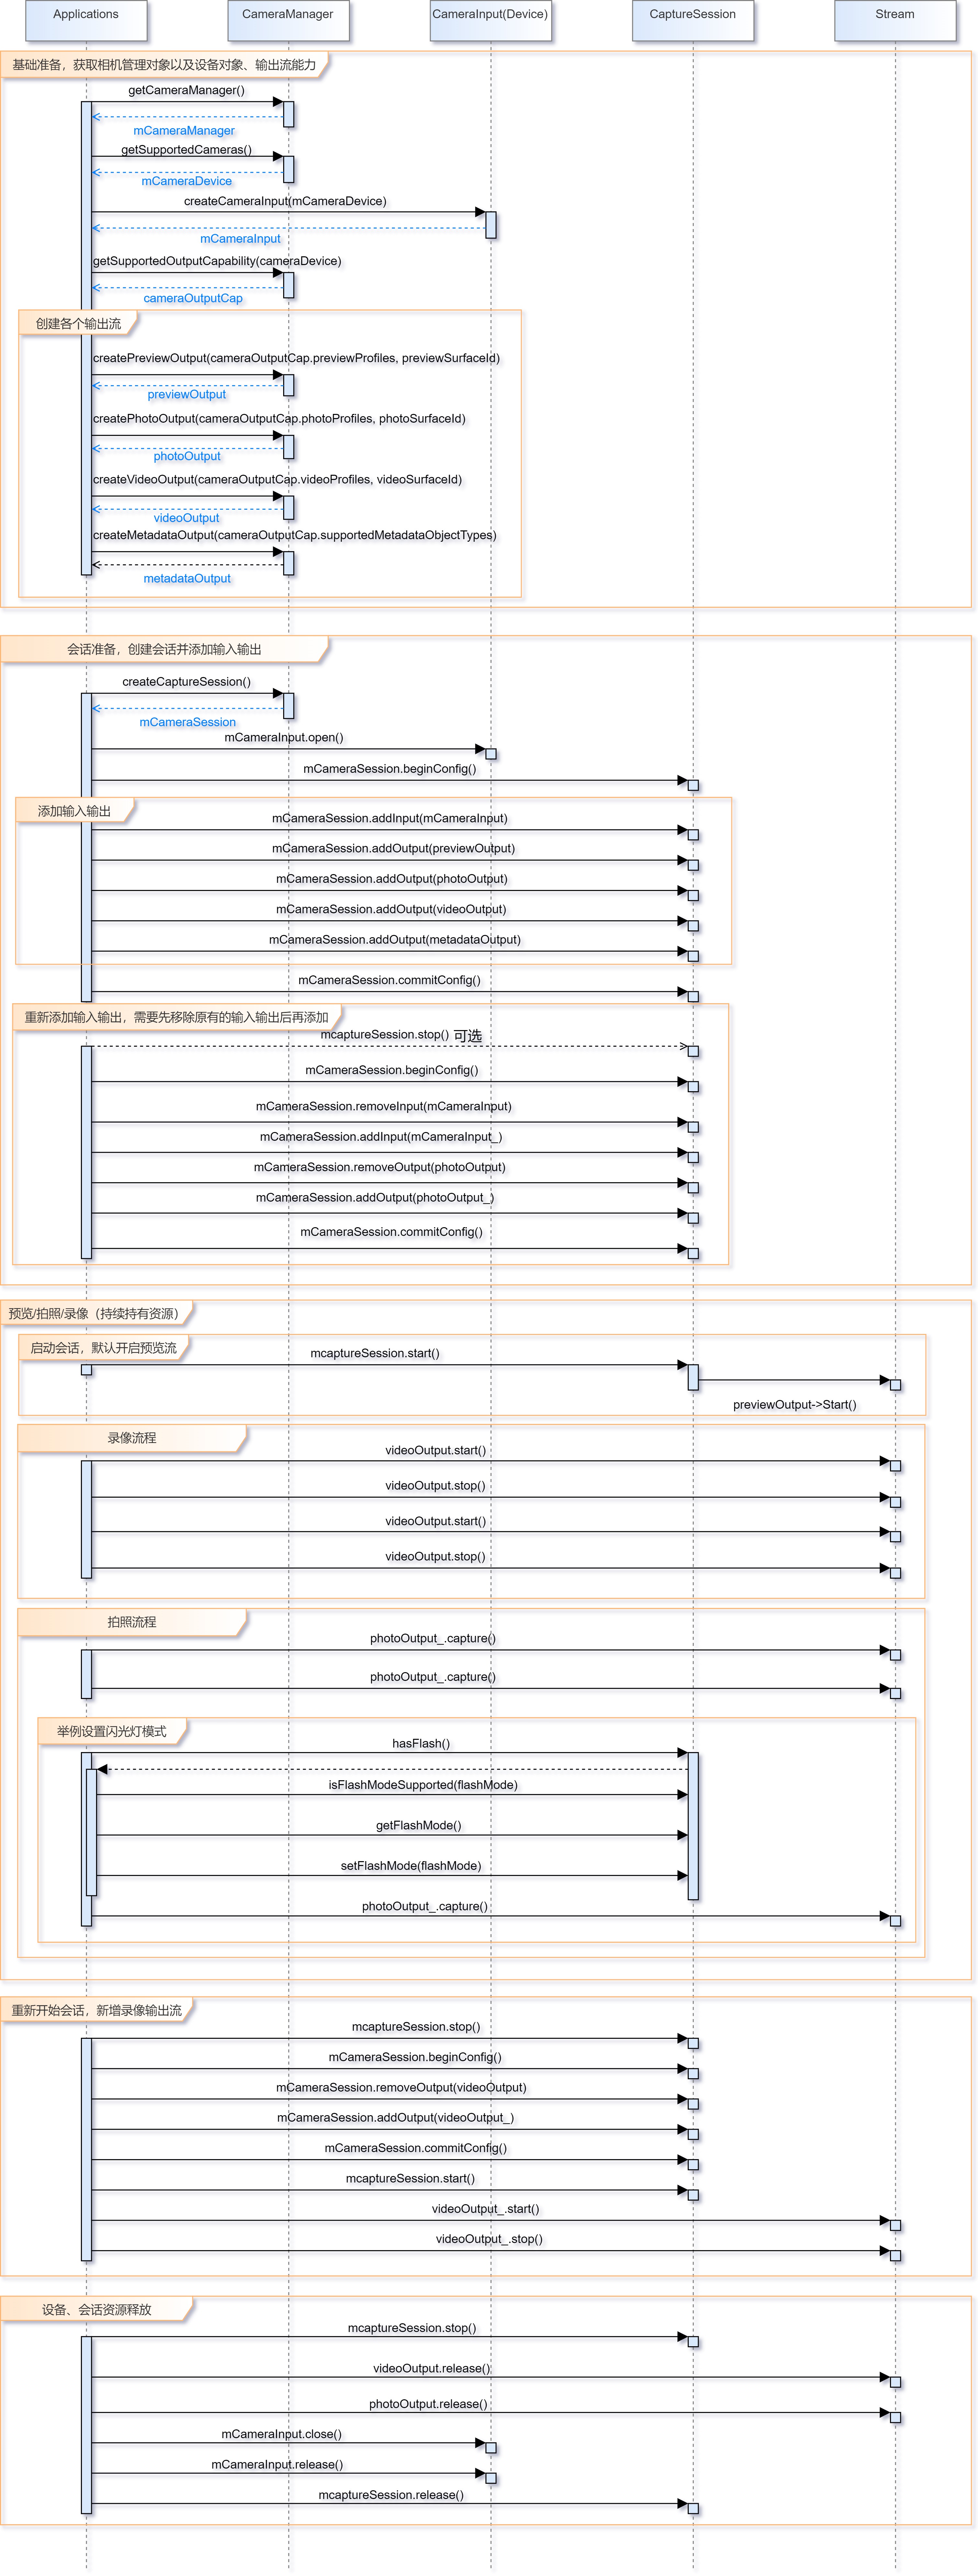 Applications
CameraManager
CameraInput(Device)
CaptureSession
Stream
基础准备，获取相机管理对象以及设备对象、输出流能力
getCameraManager()
mCameraManager
getSupportedCameras()
mCameraDevice
createCameraInput(mCameraDevice)
mCameraInput
getSupportedOutputCapability(cameraDevice)
cameraOutputCap
创建各个输出流
createPreviewOutput(cameraOutputCap.previewProfiles, previewSurfaceId)
previewOutput
createPhotoOutput(cameraOutputCap.photoProfiles, photoSurfaceId)
photoOutput
createVideoOutput(cameraOutputCap.videoProfiles, videoSurfaceId)
videoOutput
createMetadataOutput(cameraOutputCap.supportedMetadataObjectTypes)
metadataOutput
会话准备，创建会话并添加输入输出
createCaptureSession()
mCameraSession
mCameraInput.open()
mCameraSession.beginConfig()
添加输入输出
mCameraSession.addInput(mCameraInput)
mCameraSession.addOutput(previewOutput)
mCameraSession.addOutput(photoOutput)
mCameraSession.addOutput(videoOutput)
mCameraSession.addOutput(metadataOutput)
mCameraSession.commitConfig()
重新添加输入输出，需要先移除原有的输入输出后再添加
mcaptureSession.stop() 可选
mCameraSession.beginConfig()
mCameraSession.removeInput(mCameraInput)
mCameraSession.addInput(mCameraInput_)
mCameraSession.removeOutput(photoOutput)
mCameraSession.addOutput(photoOutput_)
mCameraSession.commitConfig()
预览/拍照/录像（持续持有资源）
启动会话，默认开启预览流
mcaptureSession.start()
previewOutput->Start()
录像流程
videoOutput.start()
videoOutput.stop()
videoOutput.start()
videoOutput.stop()
拍照流程
photoOutput_.capture()
photoOutput_.capture()
举例设置闪光灯模式
hasFlash()
isFlashModeSupported(flashMode)
getFlashMode()
setFlashMode(flashMode)
photoOutput_.capture()
重新开始会话，新增录像输出流
mcaptureSession.stop()
mCameraSession.beginConfig()
mCameraSession.removeOutput(videoOutput)
mCameraSession.addOutput(videoOutput_)
mCameraSession.commitConfig()
mcaptureSession.start()
videoOutput_.start()
videoOutput_.stop()
设备、会话资源释放
mcaptureSession.stop()
videoOutput.release()
photoOutput.release()
mCameraInput.close()
mCameraInput.release()
mcaptureSession.release()